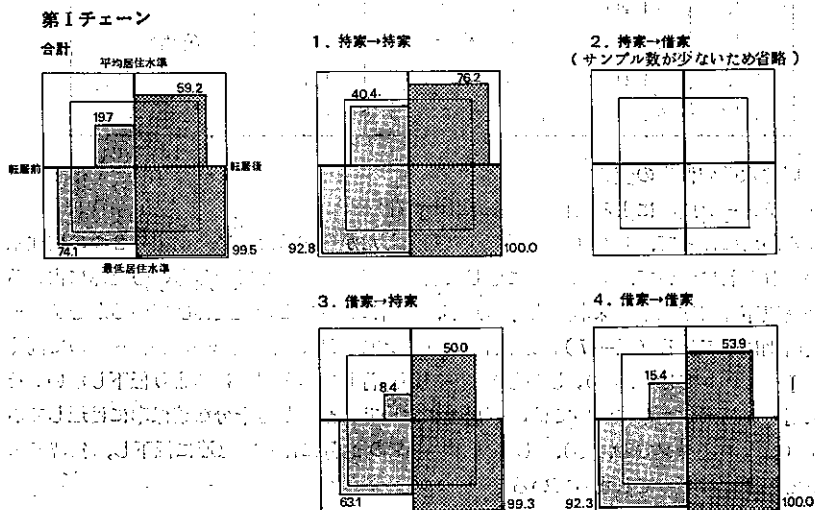 第Iチェーン
合計
平均居住水準
59.2
19.7
転居前
転居後
74.1
99.5
最低居住水準
1.持家→持家
76.2
40.4
92.8
100.0
2.持家→借家
(サンプル数が少ないため省略)
3.借家→持家
50.0
8.4
63.1
99.3
4.借家→借家
53.9
15.4
92.3
100.0